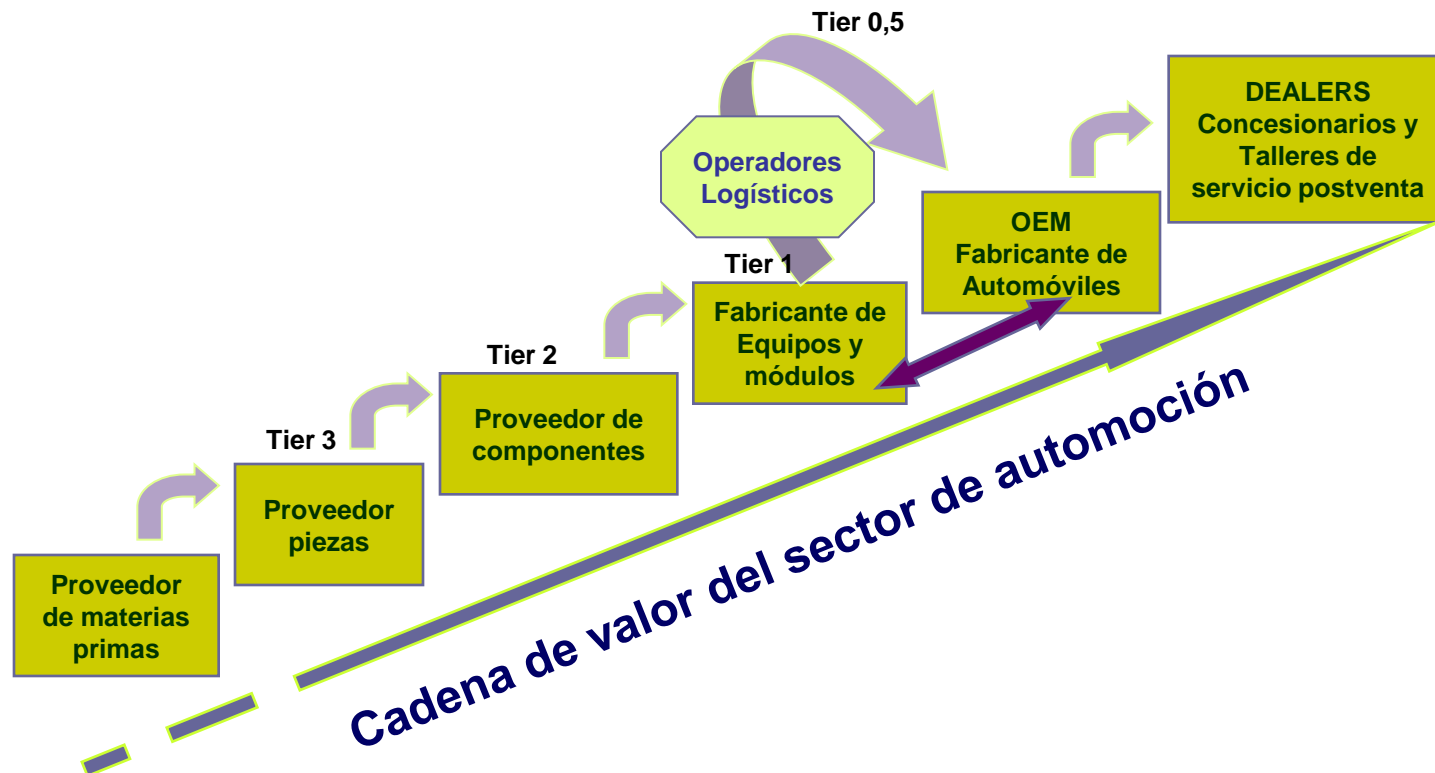 Tier 0,5
DEALERS
Concesionarios y
Talleres de
servicio postventa
Operadores
Logísticos
OEM
Fabricante de
Automóviles
Tier 1
Fabricante de
Equipos y
módulos
Tier 2
Proveedor de
componentes
Tier 3
Proveedor
piezas
Proveedor
de materias
primas
Cadena de valor del sector de automoción